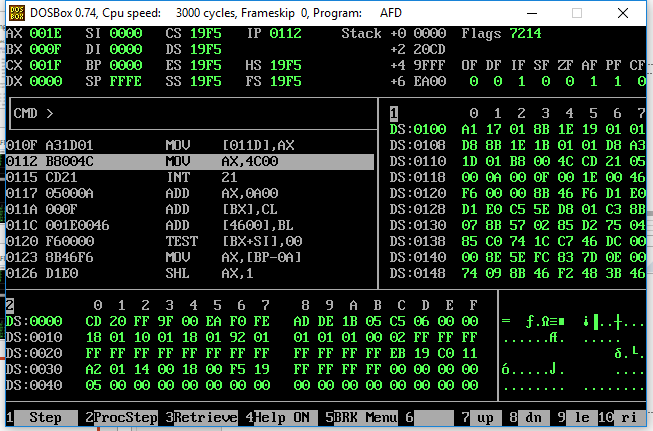 DOSBox 0.74, Cpu speed: 3000 cycles, Frameskip 0, Program: AFD
AX 001E SI 0000 CS 19F5 IP 0112 Stack +0 0000 Flags 7214
BX 000F DI 0000 DS 19F5 +2 20CD
CX 001F BP 0000 ES 19F5 HS 19F5 +4 9FFF OF DF IF SF ZF AF PF CF
DX 0000 SP FFFE SS 19F5 FS 19F5 +6 EA00 0 0 1 0 0 1 1 0
CMD >
1 0 1 2 3 4 5 6 7
DS:0100 A1 17 01 8B 1E 19 01 01
010F A31D01 MOV [011D],AX DS:0108 D8 8B 1E 1B 01 01 D8 A3
0112 B8004C MOV AX,4C00 DS:0110 1D 01 B8 00 4C CD 21 05
0115 CD21 INT 21 DS:0118 00 0A 00 0F 00 1E 00 46
0117 05000A ADD AX,0A00 DS:0120 F6 00 00 8B 46 F6 D1 E0
011A 000F ADD [BX],CL DS:0128 D1 E0 C5 5E D8 01 C3 8B
011C 001E0046 ADD [4600],BL DS:0130 07 8B 57 02 85 D2 75 04
0120 F60000 TEST [BX+SI],00 DS:0138 85 C0 74 1C C7 46 DC 00
0123 8B46F6 MOV AX,[BP-0A] DS:0140 00 8E 5E FC 83 7D 0E 00
0126 D1E0 SHL AX,1 DS:0148 74 09 8B 46 F2 48 3B 46
2 0 1 2 3 4 5 6 7 8 9 A B C D E F
DS:0000 CD 20 FF 9F 00 EA F0 FE AD DE 1B 05 C5 06 00 00 = ƒ.Ω≡■ ¡▐..┼...
DS:0010 18 01 10 01 18 01 92 01 01 01 01 00 02 FF FF FF ......ff. .....
DS:0020 FF FF FF FF FF FF FF FF FF FF FF FF EB 19 C0 11 δ.└.
DS:0030 A2 01 14 00 18 00 F5 19 FF FF FF FF 00 00 00 00 ó.....J. ....
DS:0040 05 00 00 00 00 00 00 00 00 00 00 00 00 00 00 00 ........ ........
1 Step 2ProcStep 3Retrieve 4Help ON 5BRK Menu 6 7 up 8 dn 9 le 10 ri